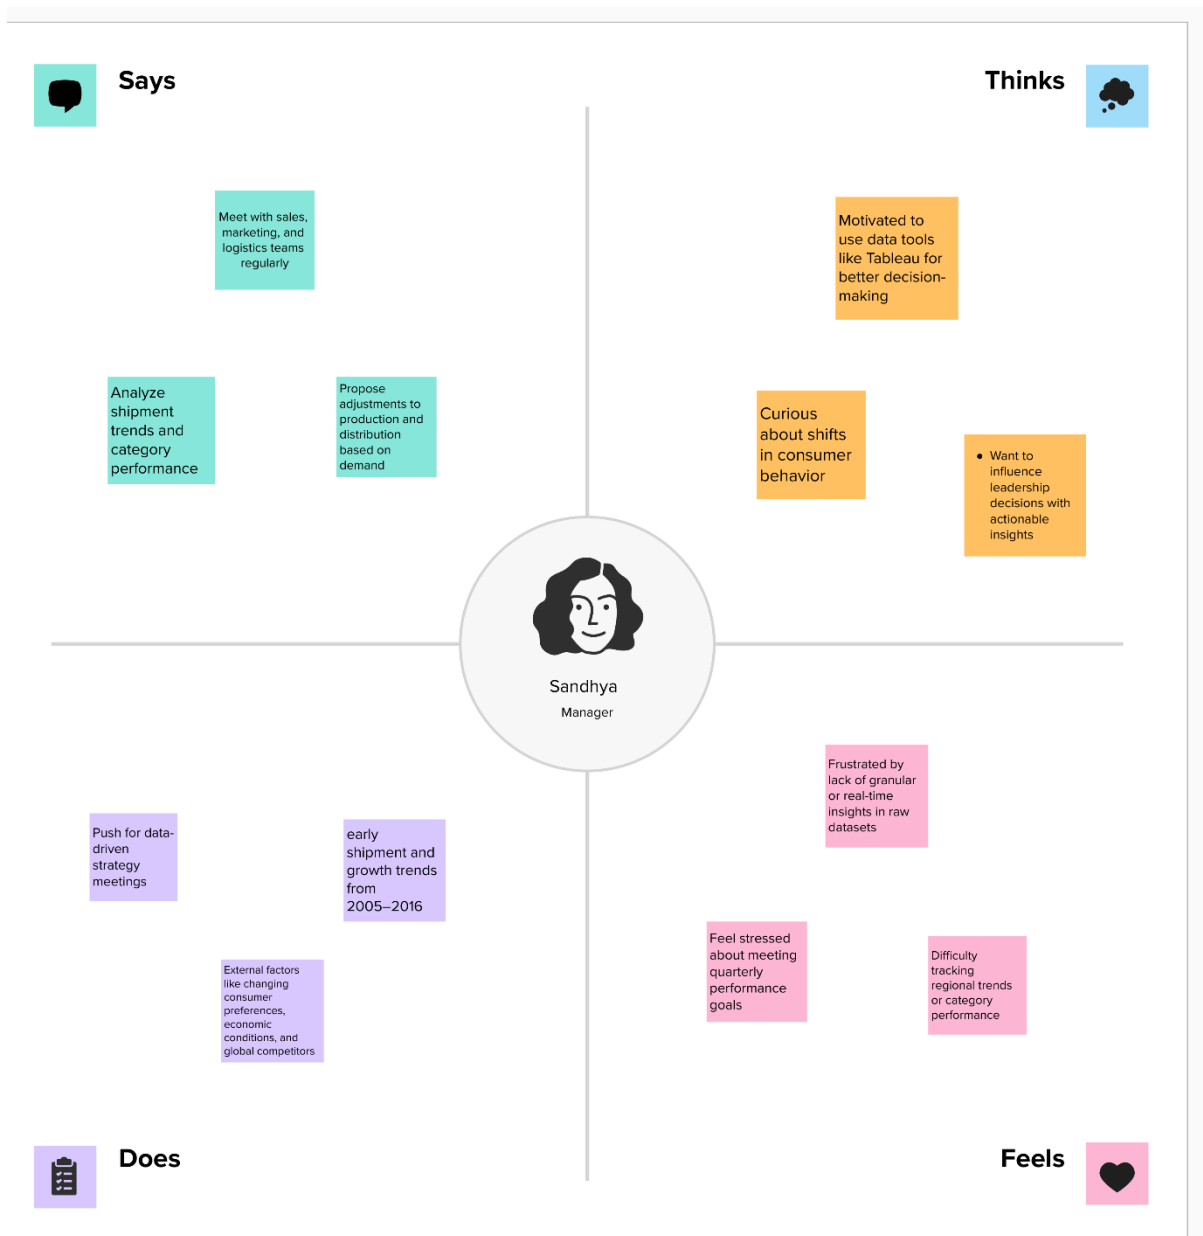 Says
Thinks
Meet with sales,
marketing, and
logistics teams
regularly
Analyze
shipment
trends and
category
performance
Propose
adjustments to
production and
distribution
based on
demand
Motivated to
use data tools
like Tableau for
better decision-
making
Curious
about shifts
in consumer
behavior
• Want to
influence
leadership
decisions with
actionable
insights
Sandhya
Manager
Push for data-
driven
strategy
meetings
early
shipment and
growth trends
from
2005–2016
External factors
like changing
consumer
preferences,
economic
conditions, and
global competitors
Frustrated by
lack of granular
or real-time
insights in raw
datasets
Feel stressed
about meeting
quarterly
performance
goals
Difficulty
tracking
regional trends
or category
performance
Does
Feels